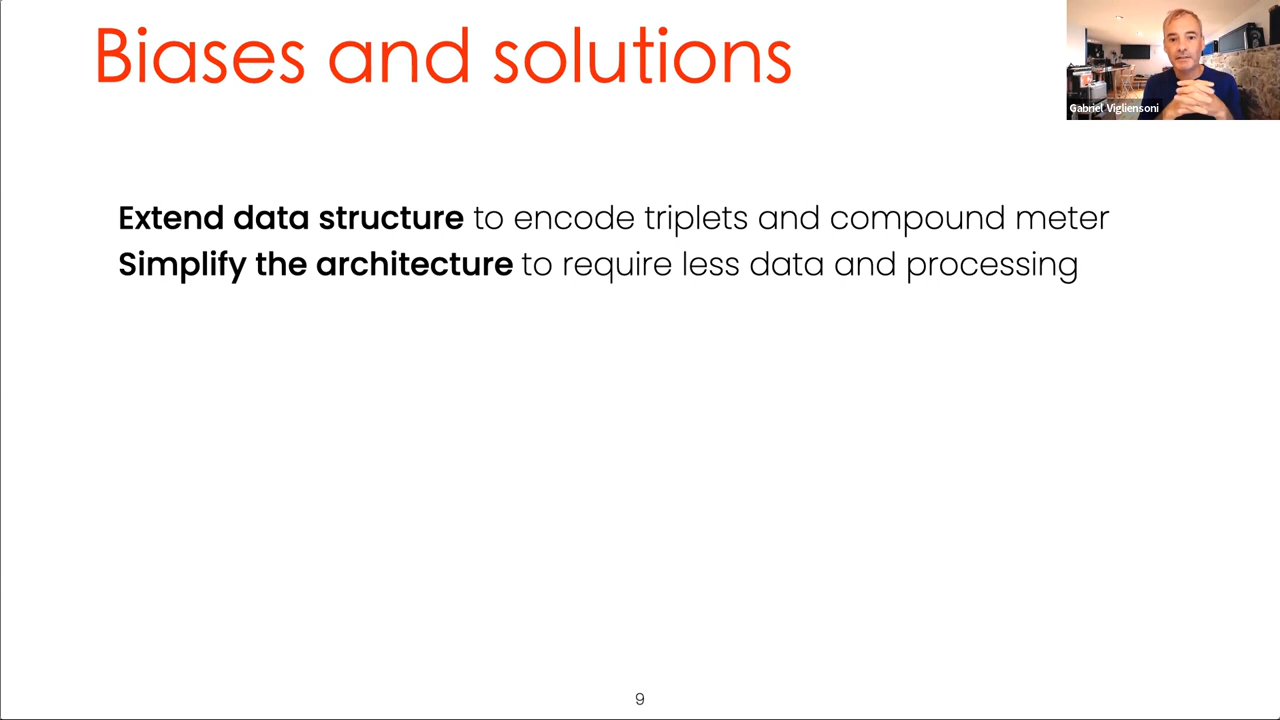 Biases and solutions
Gabriel Vigliensoni
Extend data structure to encode triplets and compound meter
Simplify the architecture to require less data and processing
9